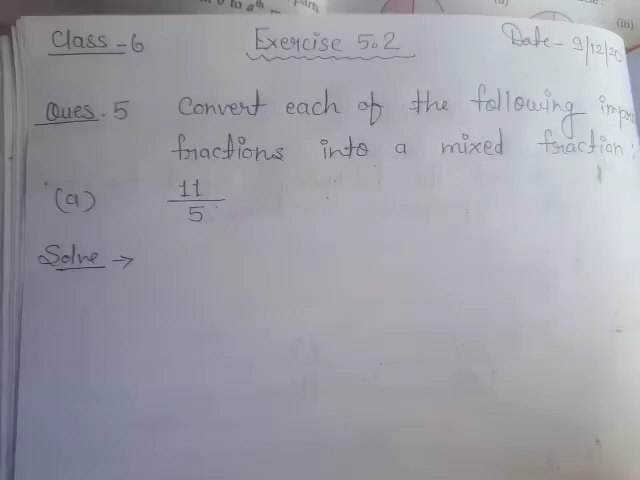 Class - 6 Exercise 5.2 Date - 9/12/20
Ques. 5 Convert each of the following
fractions into a mixed fraction.
(a) 11/5
Solve →